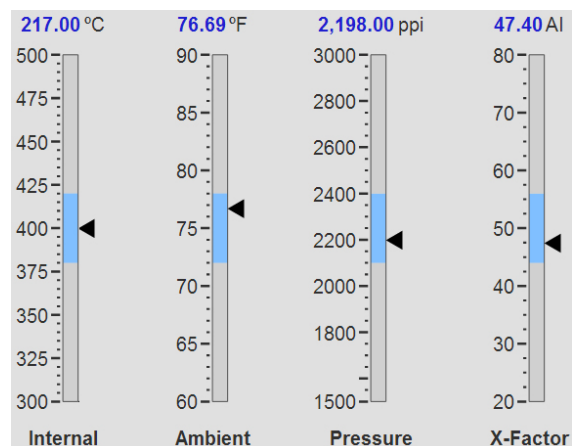 217.00 ºC 76.69 ºF 2,198.00 ppi 47.40 AI
500 90 3000 80
475 85 2800 70
450 80 2600 60
425 75 2400 50
400 70 2200 40
375 65 2000 30
350 60 1800 20
325 1500
300
Internal Ambient Pressure X-Factor